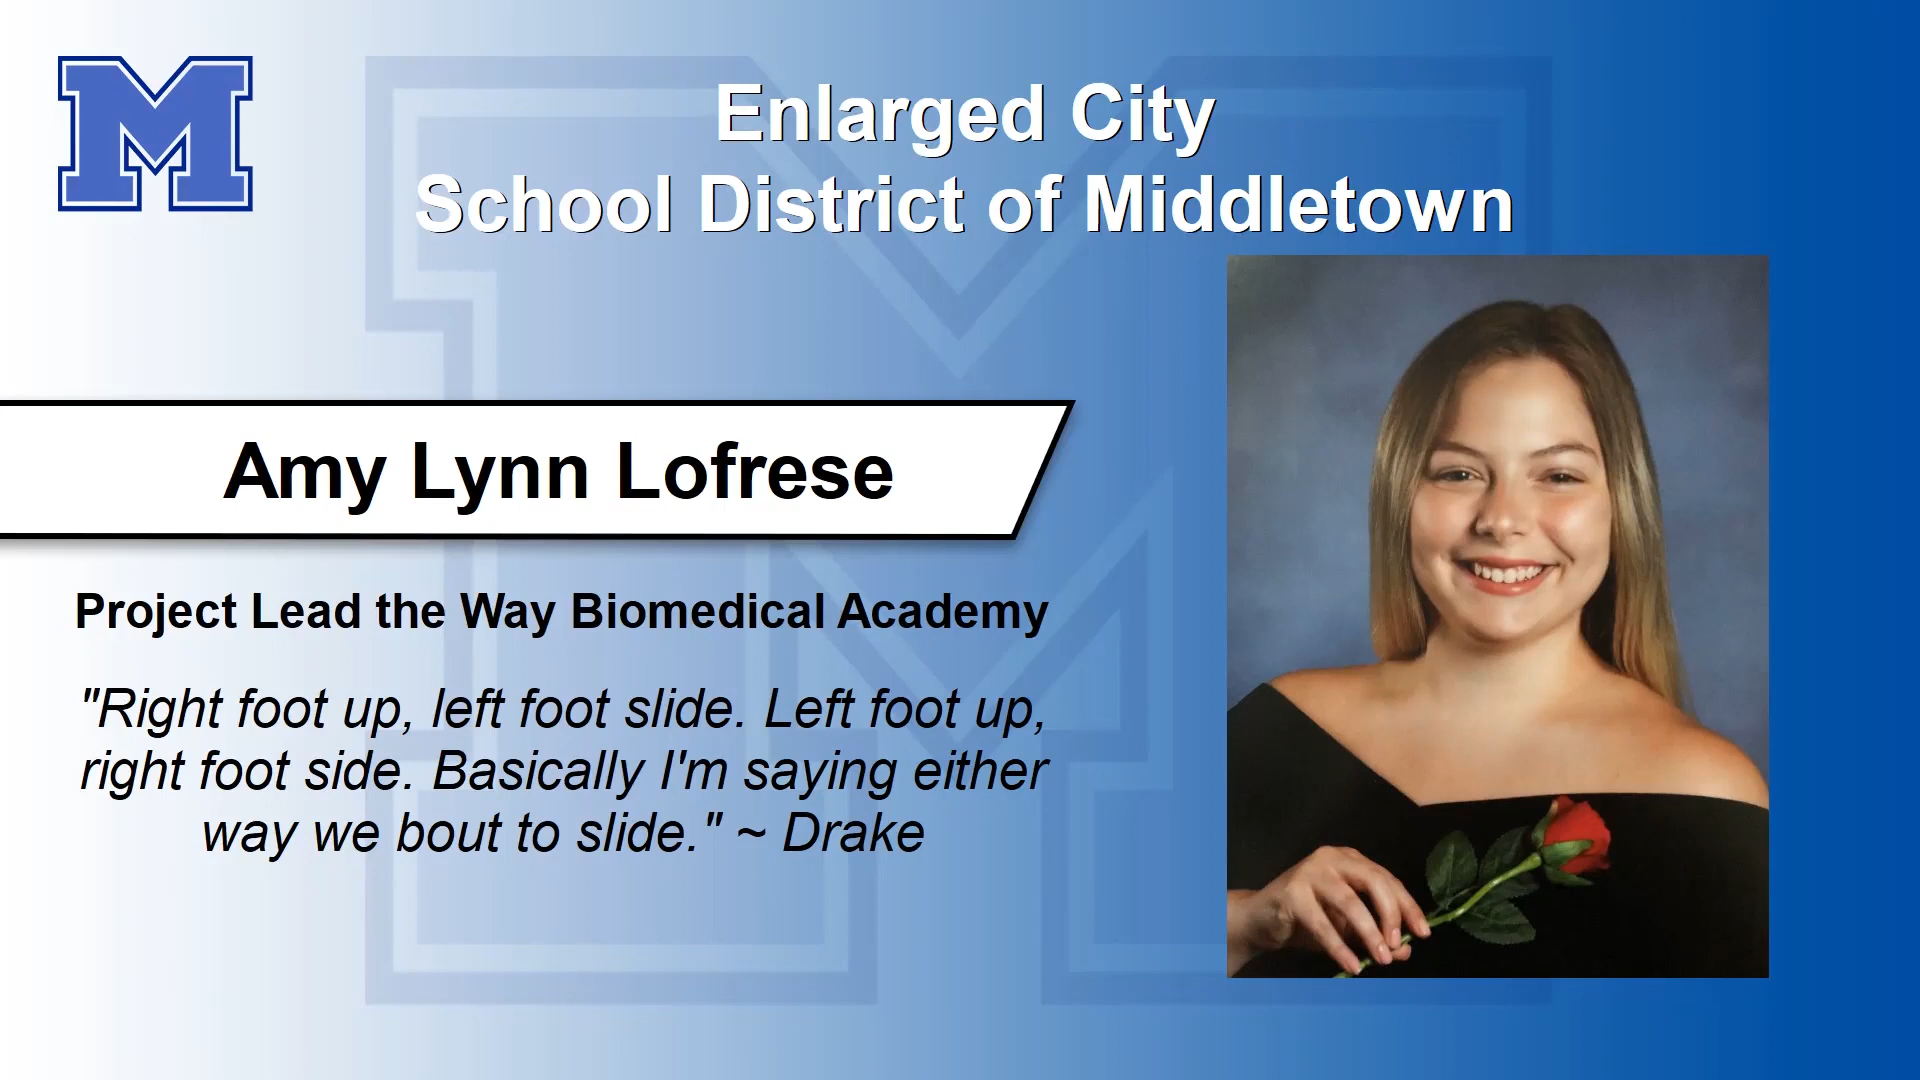 M
Enlarged City
School District of Middletown
Amy Lynn Lofrese
Project Lead the Way Biomedical Academy
"Right foot up, left foot slide. Left foot up,
right foot side. Basically I'm saying either
way we bout to slide." ~ Drake